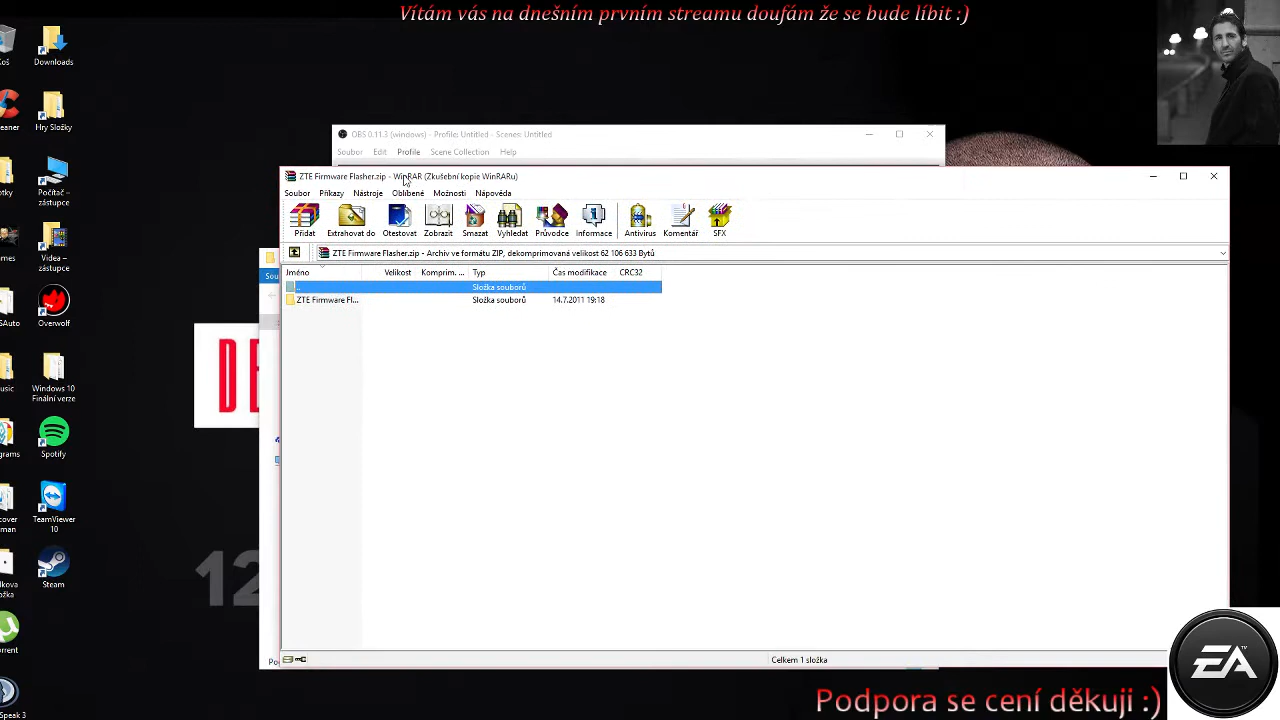 Vítám vás na dnešním prvním streamu doufám že se bude líbit :)
Koš
Downloads
Hry Složky
Počítač – zástupce
Videa – zástupce
Overwolf
Windows 10 Finální verze
Spotify
TeamViewer 10
Steam
OBS 0.11.3 (windows) - Profile: Untitled - Scenes: Untitled
Soubor Edit Profile Scene Collection Help
ZTE Firmware Flasher.zip - WinRAR (Zkušební kopie WinRARu)
Soubor Příkazy Nástroje Oblíbené Možnosti Nápověda
Přidat Extrahovat do Otestovat Zobrazit Smazat Vyhledat Průvodce Informace Antivirus Komentář SFX
ZTE Firmware Flasher.zip - Archiv ve formátu ZIP, dekomprimovaná velikost 62 106 633 Bytů
Jméno Velikost Komprim. ... Typ Čas modifikace CRC32
.. Složka souborů
ZTE Firmware Fl... Složka souborů 14.7.2011 19:18
Sou
DE
12
Celkem 1 složka
EA
Podpora se cení děkuji :)